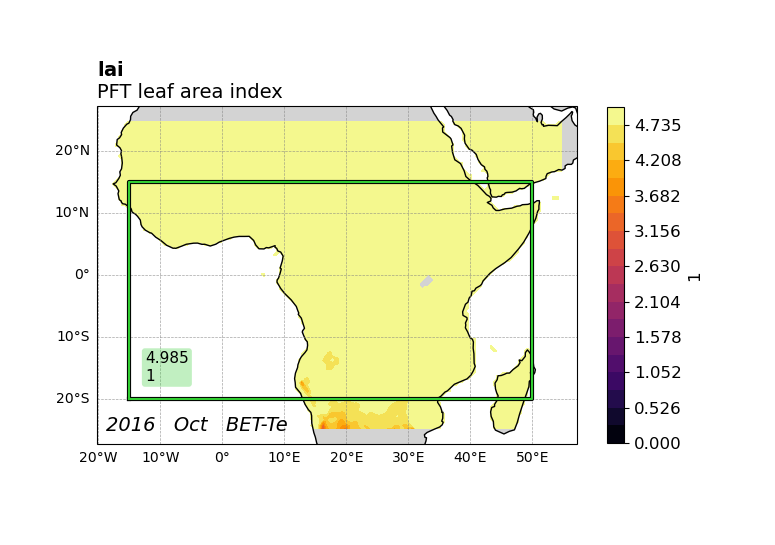 lai
PFT leaf area index
20°N
10°N
0°
10°S
20°S
20°W
10°W
0°
10°E
20°E
30°E
40°E
50°E
4.985
1
2016 Oct BET-Te
4.735
4.208
3.682
3.156
2.630
2.104
1.578
1.052
0.526
0.000
1